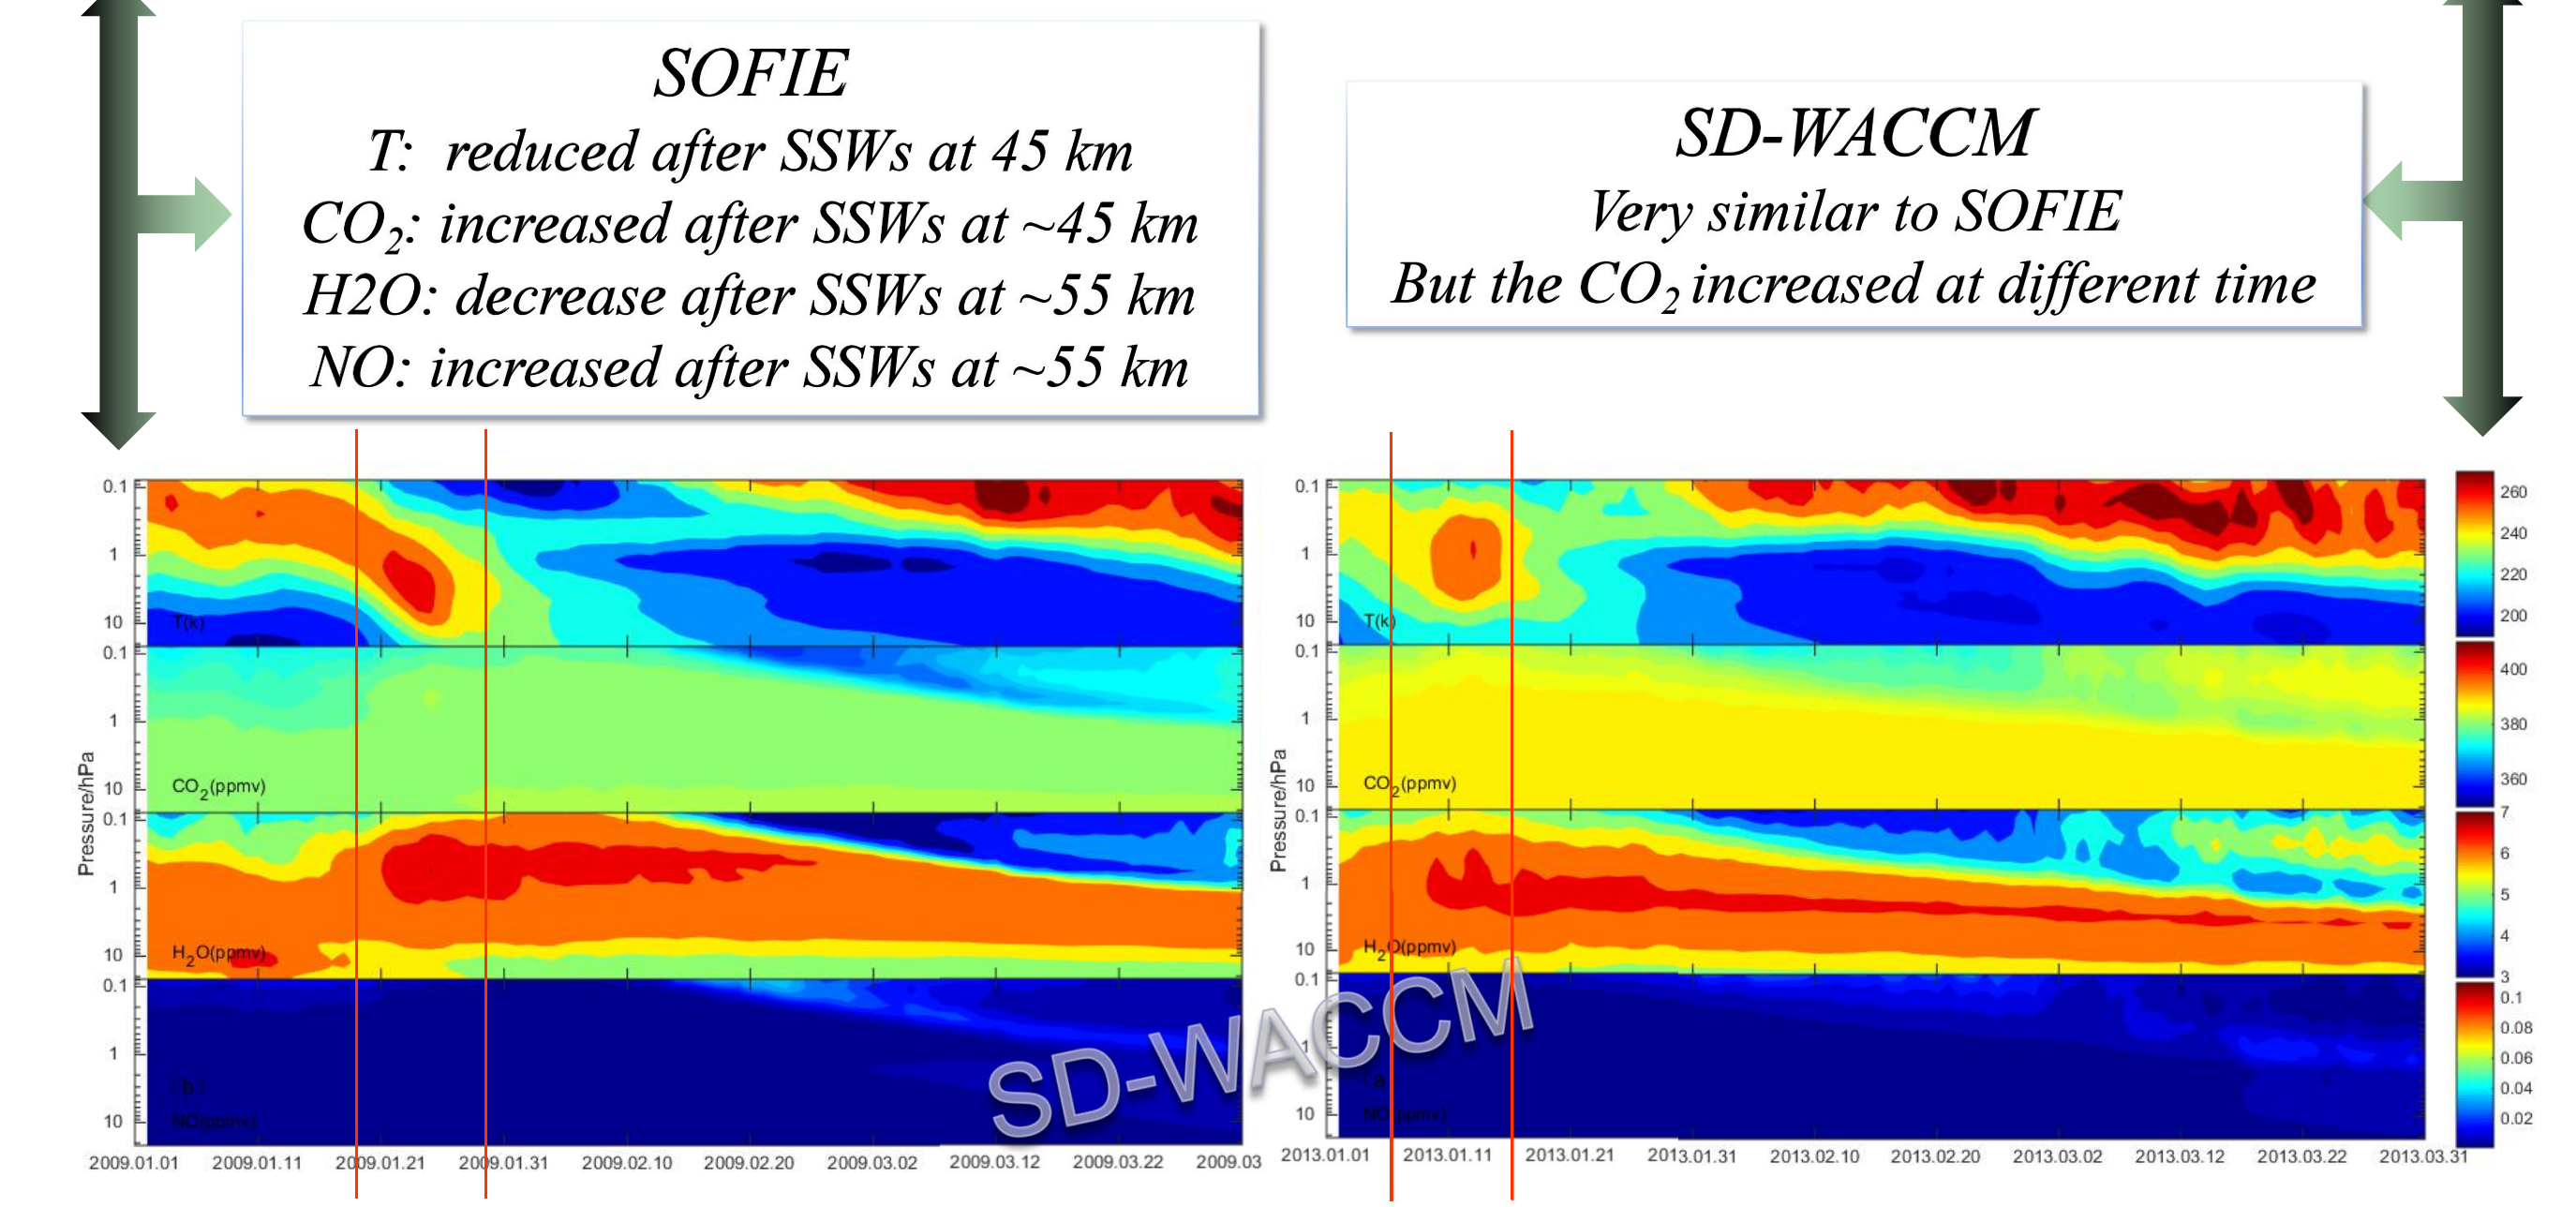 SOFIE
T: reduced after SSWs at 45 km
CO2: increased after SSWs at ~45 km
H2O: decrease after SSWs at ~55 km
NO: increased after SSWs at ~55 km
SD-WACCM
Very similar to SOFIE
But the CO2 increased at different time
Pressure/hPa
0.1
1
10
T(k)
0.1
1
10
CO2(ppmv)
0.1
1
10
H2O(ppmv)
0.1
1
10
(b)
NO(ppmv)
2009.01.01 2009.01.11 2009.01.21 2009.01.31 2009.02.10 2009.02.20 2009.03.02 2009.03.12 2009.03.22 2009.03
SD-WACCM
Pressure/hPa
0.1
1
10
T(k)
0.1
1
10
CO2(ppmv)
0.1
1
10
H2O(ppmv)
0.1
1
10
(a
NO(ppmv)
2013.01.01 2013.01.11 2013.01.21 2013.01.31 2013.02.10 2013.02.20 2013.03.02 2013.03.12 2013.03.22 2013.03.31
260
240
220
200
400
380
360
7
6
5
4
3
0.1
0.08
0.06
0.04
0.02